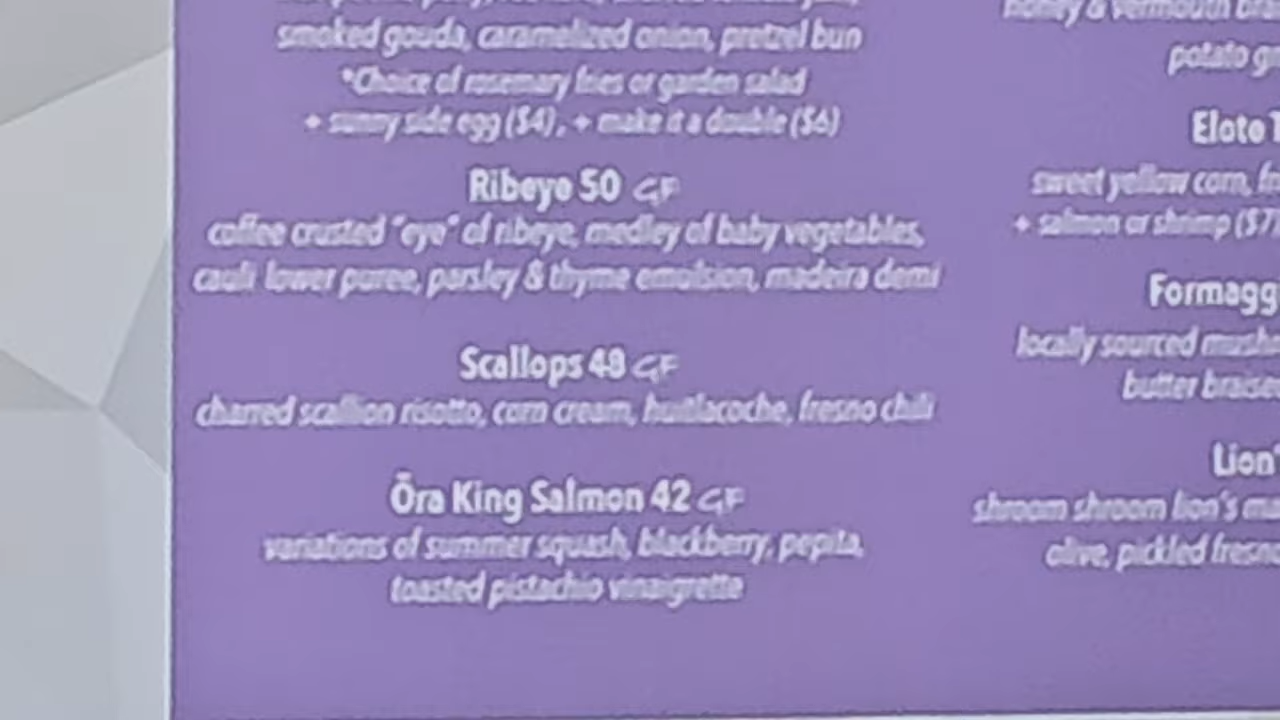 smoked gouda, caramelized onion, pretzel bun
*Choice of rosemary fries or garden salad
+ sunny side egg ($4), + make it a double ($6)
Ribeye 50 GF
coffee crusted "eye" of ribeye, medley of baby vegetables,
cauli lower puree, parsley & thyme emulsion, madeira demi
Scallops 48 GF
charred scallion risotto, corn cream, huitlacoche, fresno chili
Ōra King Salmon 42 GF
variations of summer squash, blackberry, pepita,
toasted pistachio vinaigrette
honey & vermouth
potato
Elote
sweet yellow corn,
+ salmon or shrimp ($7)
Formagg
locally sourced
butter
Lion'
shroom shroom lion's
olive, pickled fresno